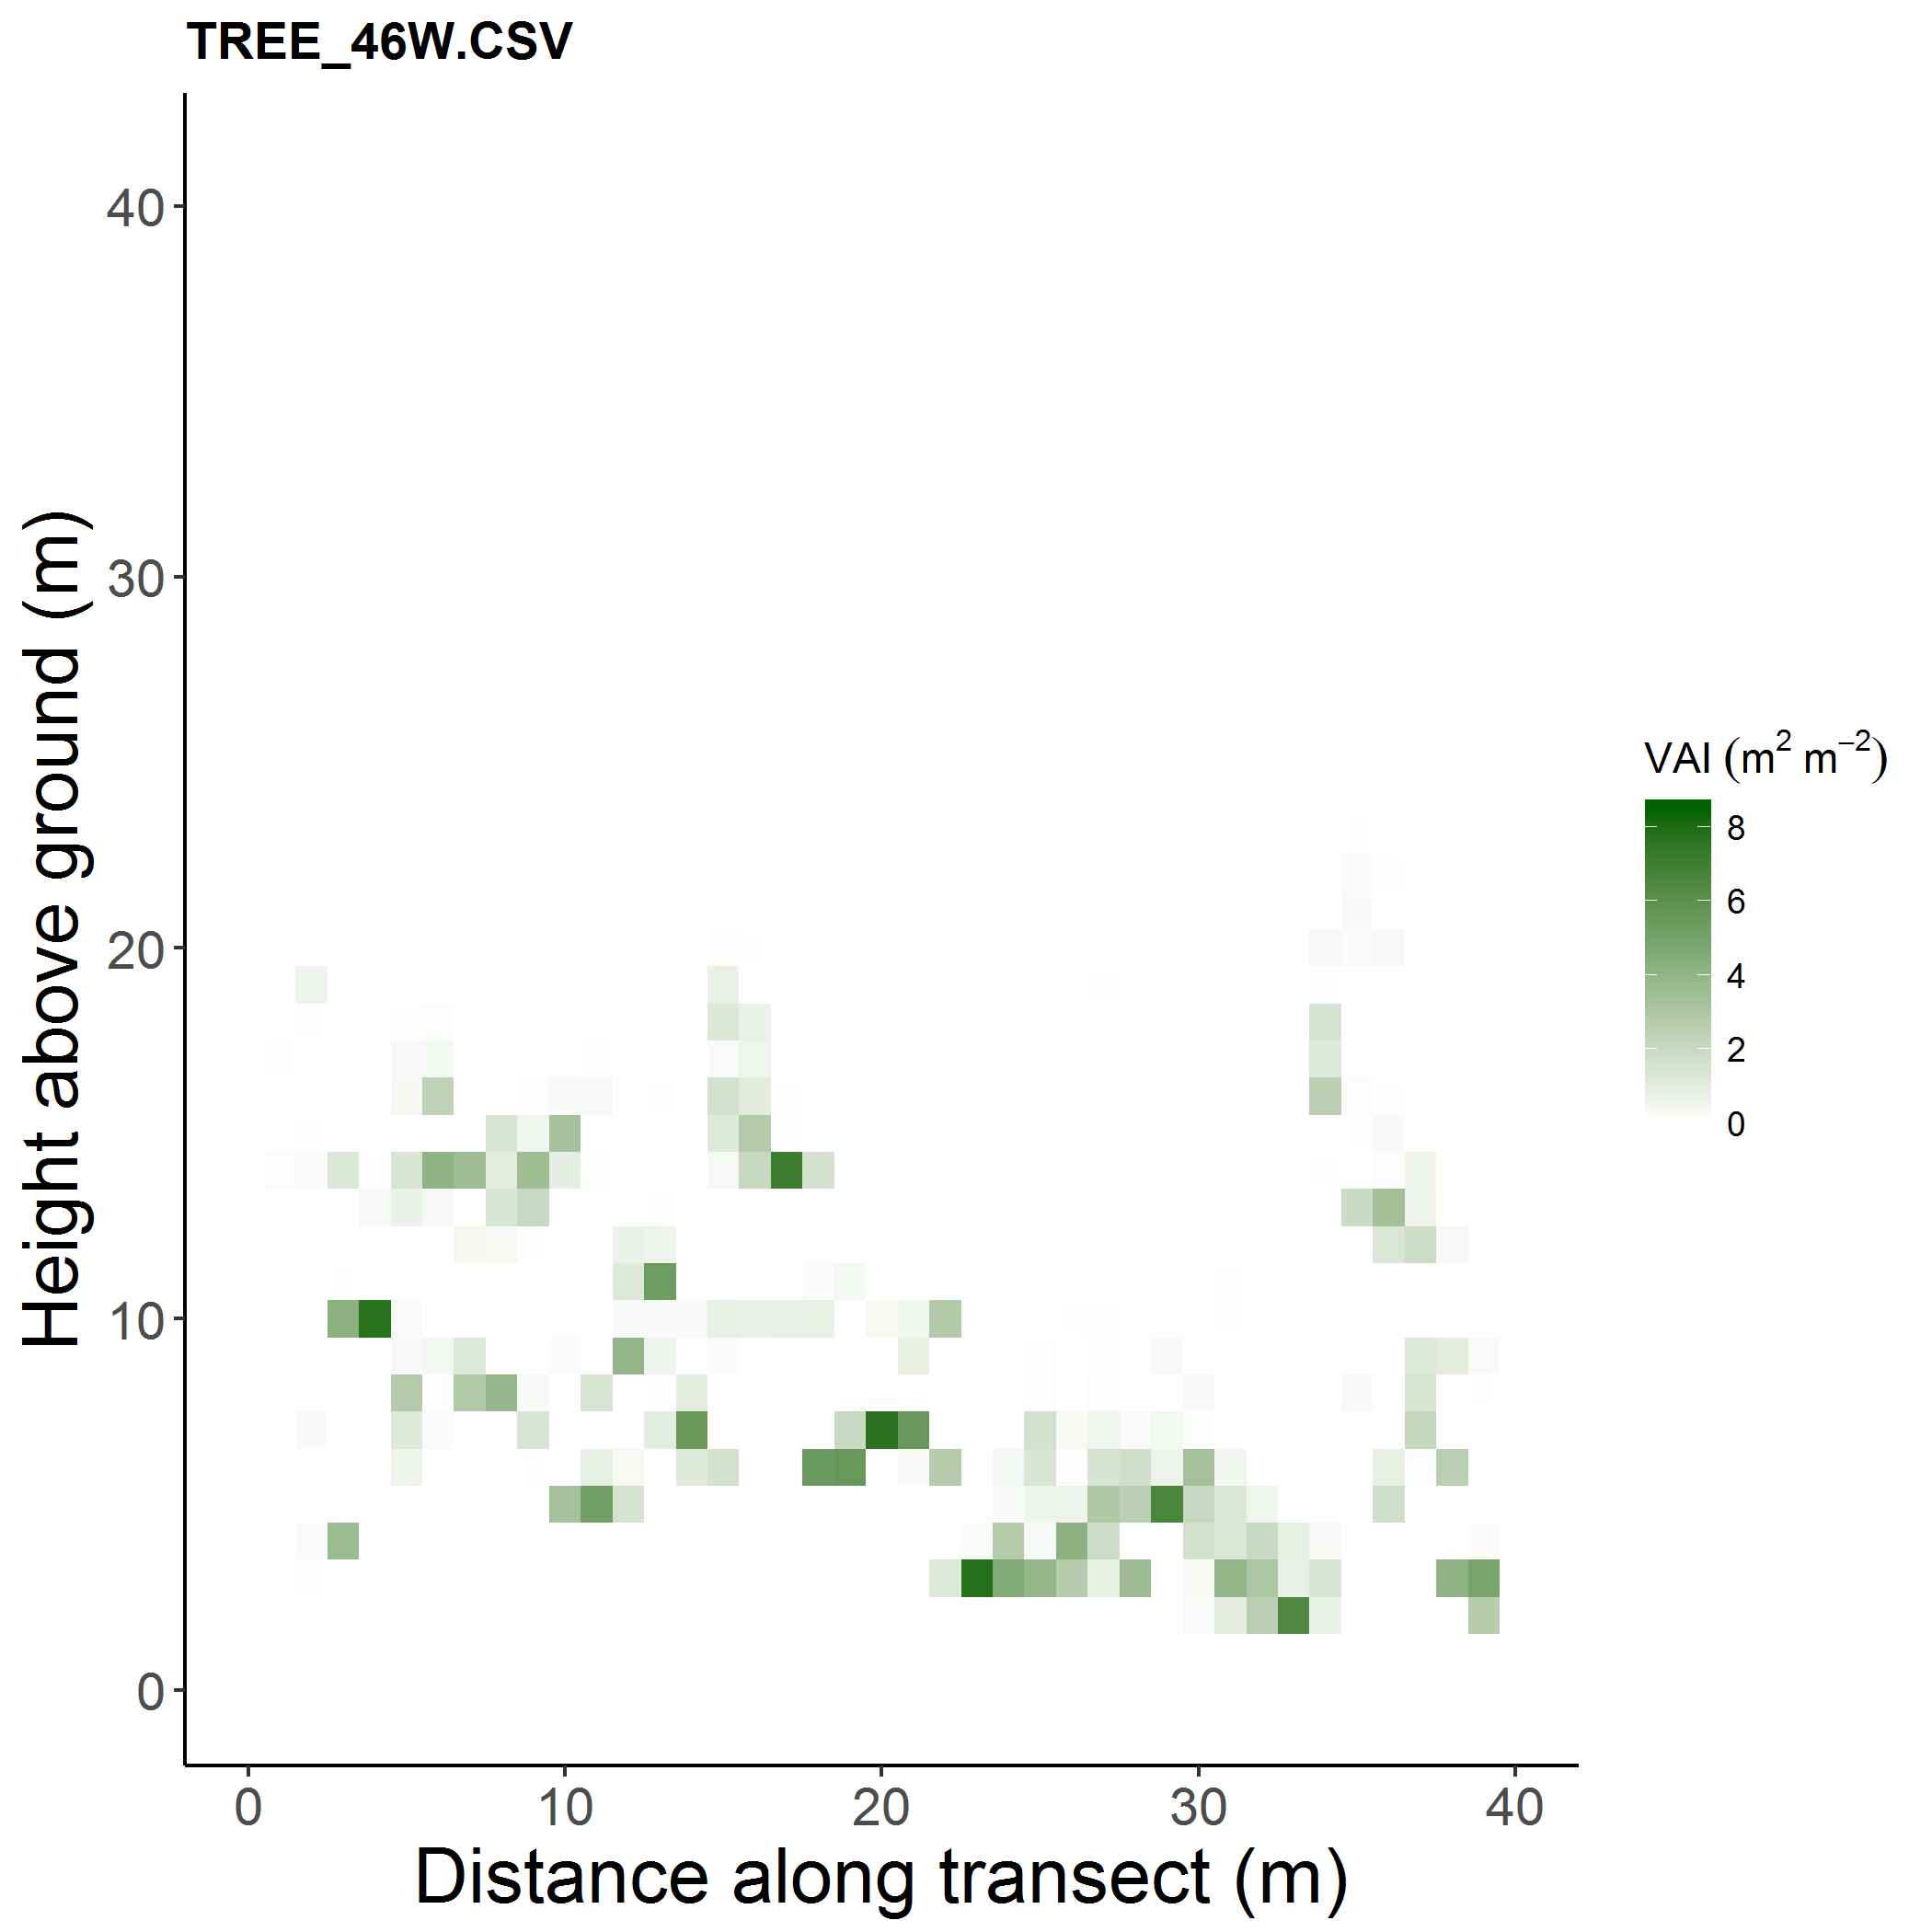 TREE_46W.CSV
Height above ground (m)
40
30
20
10
0
0 10 20 30 40
Distance along transect (m)
VAI (m² m⁻²)
8
6
4
2
0